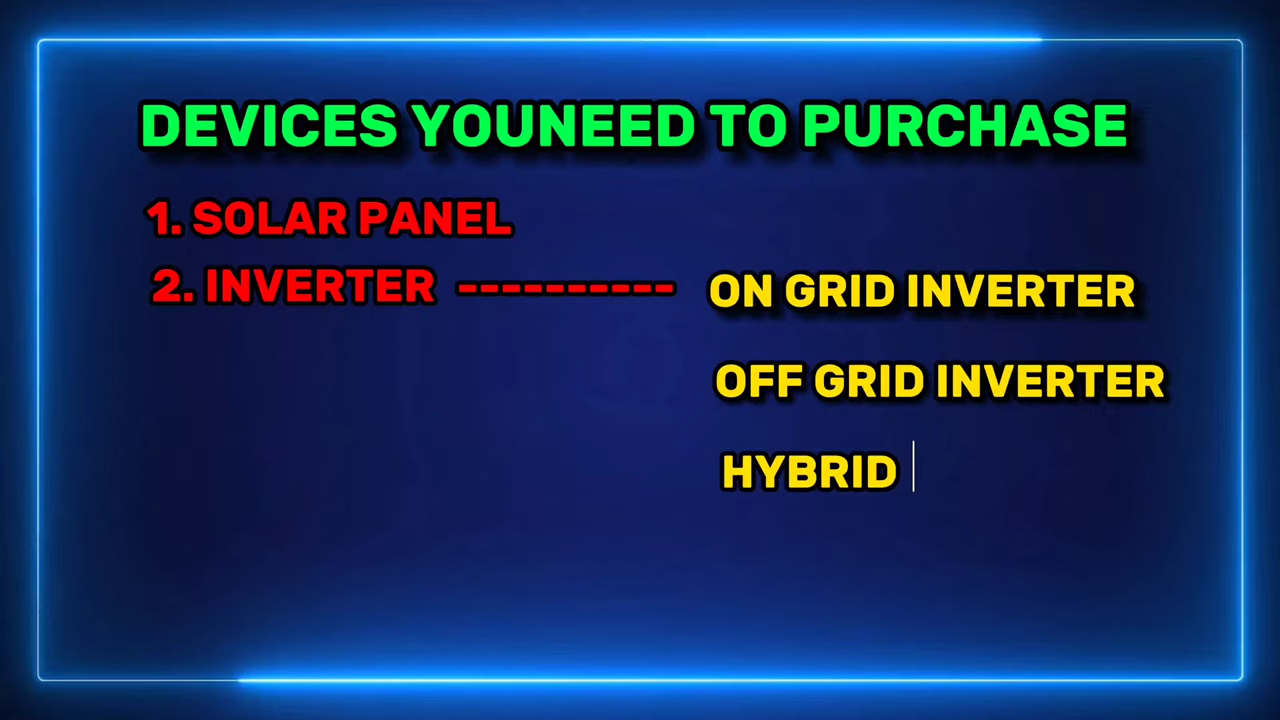 DEVICES YOUNEED TO PURCHASE
1. SOLAR PANEL
2. INVERTER ---------- ON GRID INVERTER
OFF GRID INVERTER
HYBRID